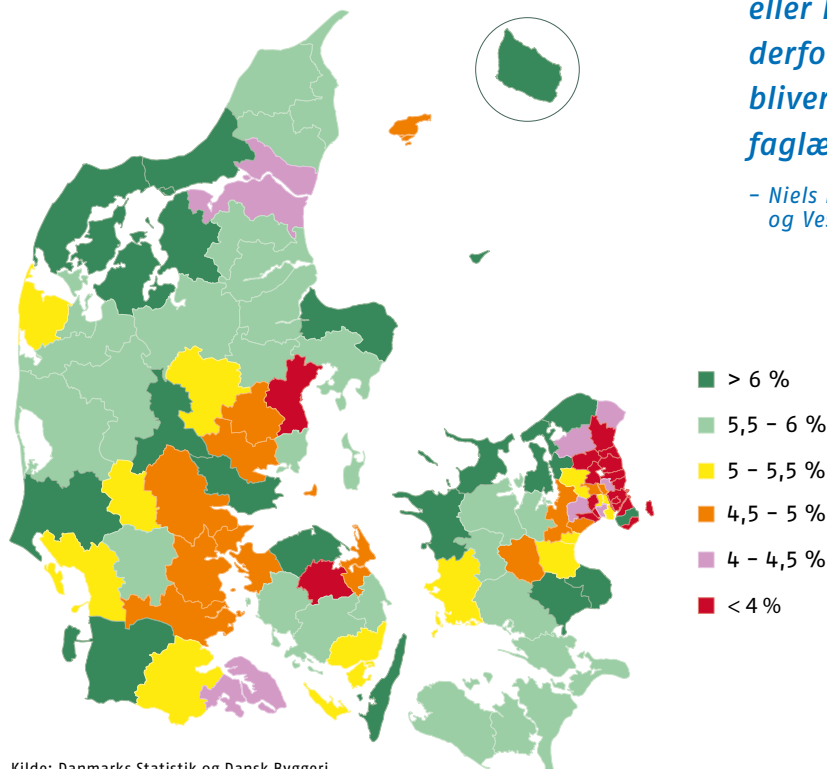 eller
derfo
bliver
faglæ
– Niels
og Ves
> 6 %
5,5 – 6 %
5 – 5,5 %
4,5 – 5 %
4 – 4,5 %
< 4 %
Kilde: Danmarks Statistik og Dansk Byggeri